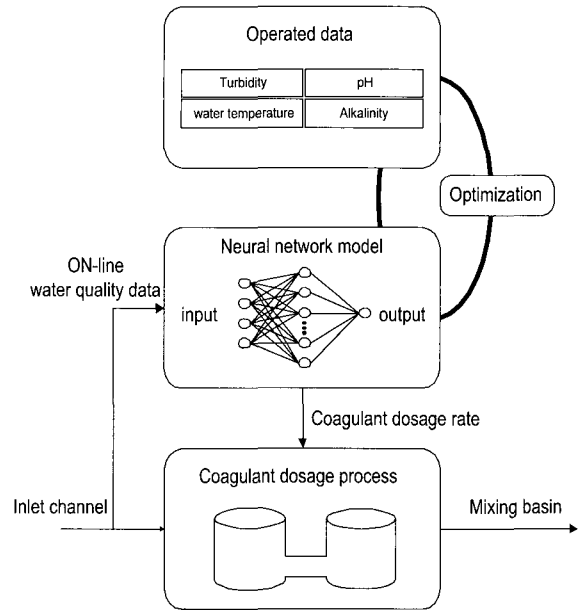 Operated data
Turbidity
pH
water temperature
Alkalinity
Optimization
Neural network model
ON-line
water quality data
input
output
Coagulant dosage rate
Coagulant dosage process
Inlet channel
Mixing basin